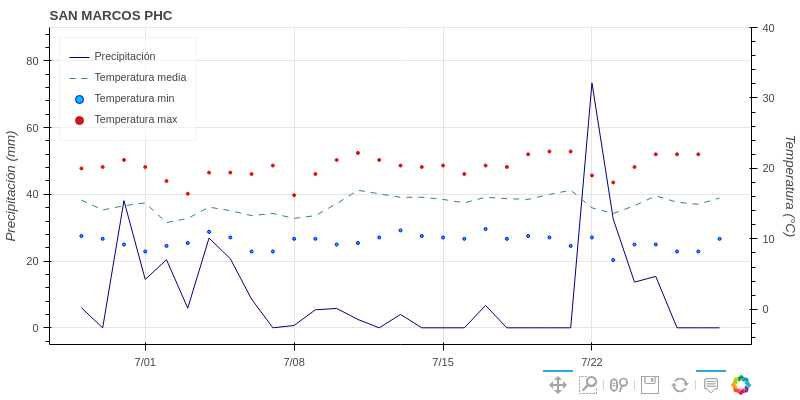 SAN MARCOS PHC
Precipitación
Temperatura media
Temperatura min
Temperatura max
Precipitación (mm)
80
60
40
20
0
40
30
20
10
0
Temperatura (°C)
7/01
7/08
7/15
7/22